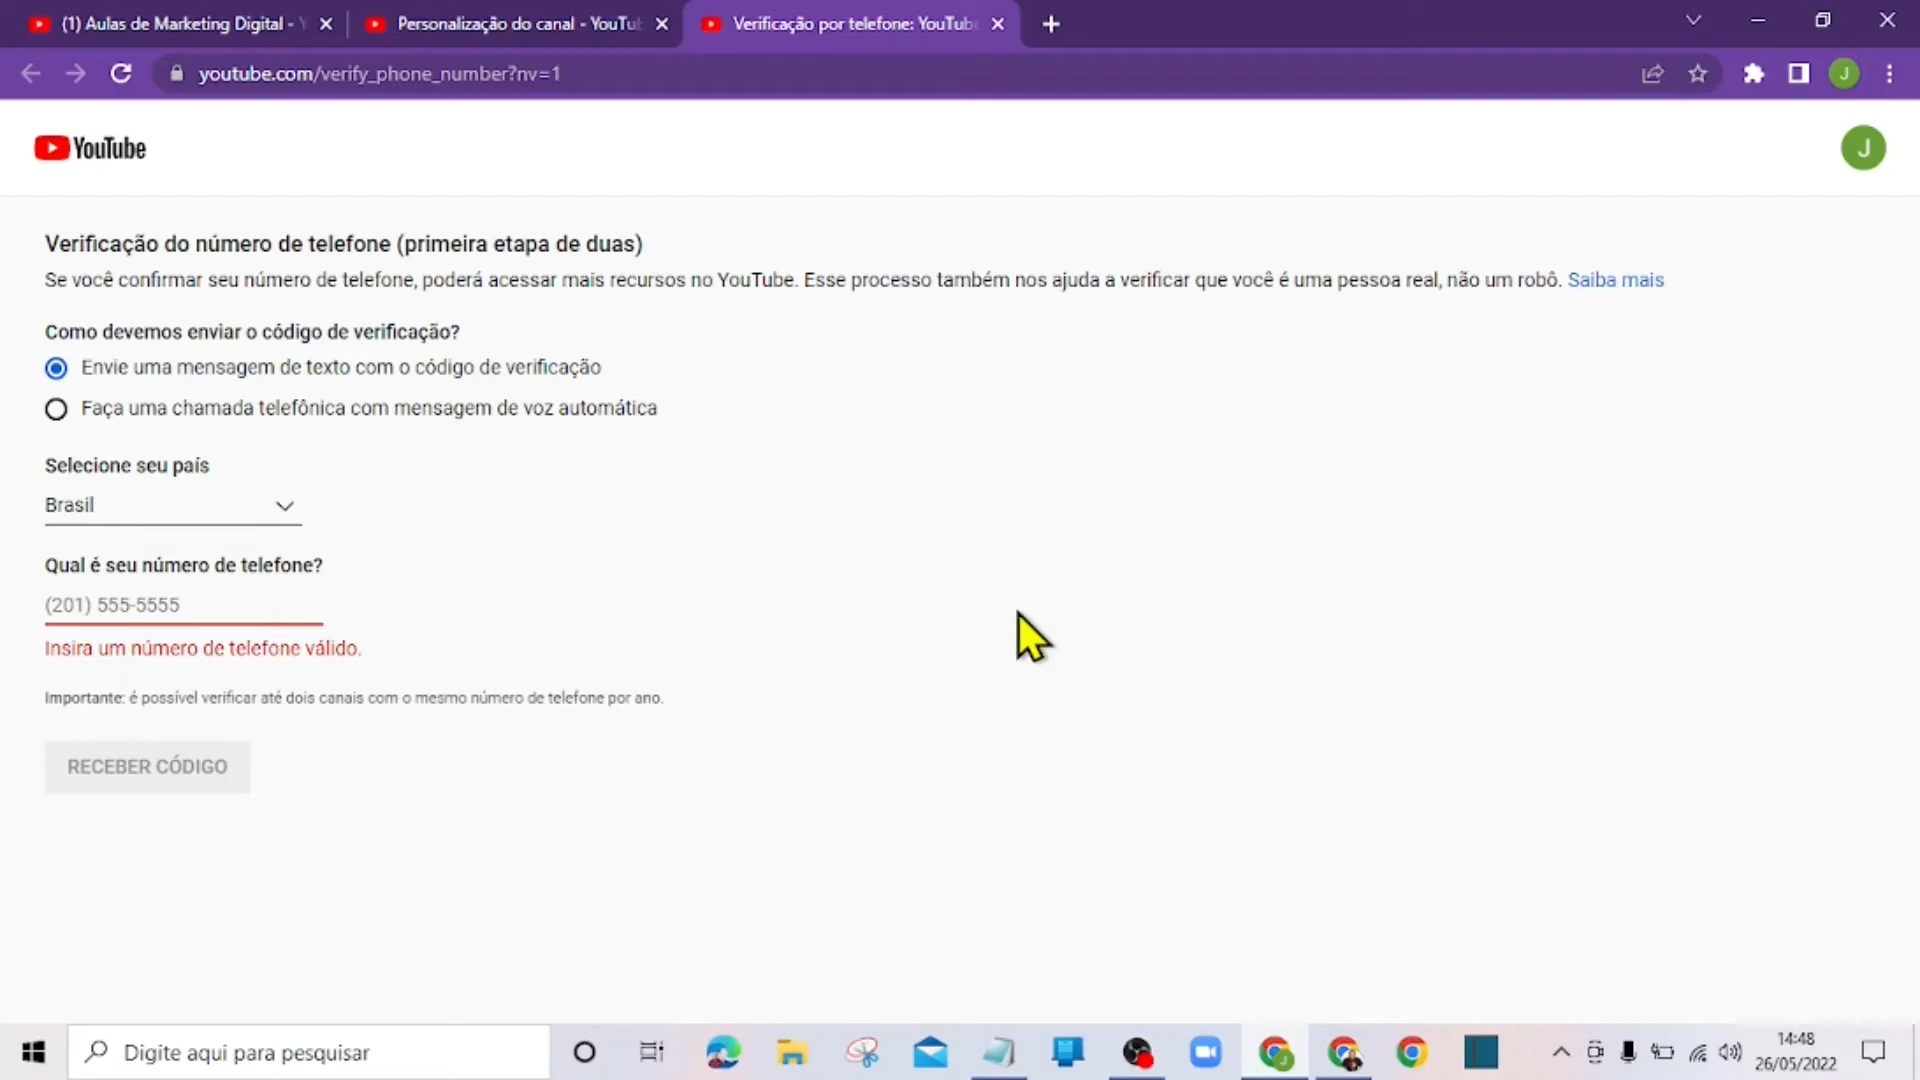 (1) Aulas de Marketing Digital -
Personalização do canal - YouTu
Verificação por telefone: YouTube
youtube.com/verify_phone_number?nv=1
J
YouTube
J
Verificação do número de telefone (primeira etapa de duas)
Se você confirmar seu número de telefone, poderá acessar mais recursos no YouTube. Esse processo também nos ajuda a verificar que você é uma pessoa real, não um robô. Saiba mais
Como devemos enviar o código de verificação?
Envie uma mensagem de texto com o código de verificação
Faça uma chamada telefônica com mensagem de voz automática
Selecione seu país
Brasil
Qual é seu número de telefone?
(201) 555-5555
Insira um número de telefone válido.
Importante: é possível verificar até dois canais com o mesmo número de telefone por ano.
RECEBER CÓDIGO
Digite aqui para pesquisar
14:48
26/05/2022